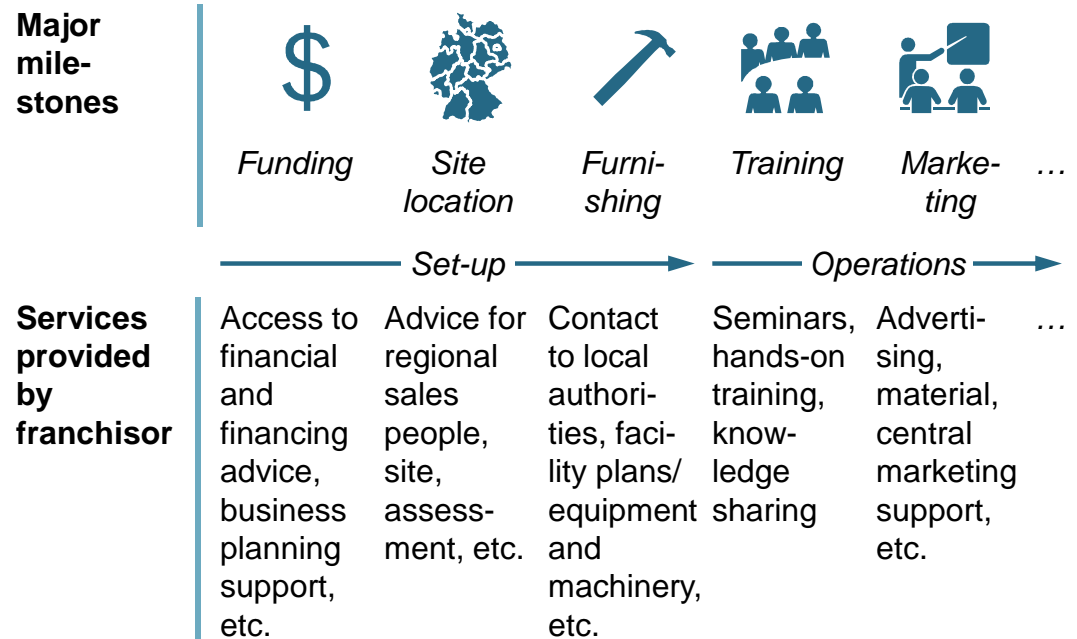 Major
mile-
stones
$
Funding
Site
location
Furni-
shing
Training
Marke-
ting
…
Set-up
Operations
Services
provided
by
franchisor
Access to
financial
and
financing
advice,
business
planning
support,
etc.
Advice for
regional
sales
people,
site,
assess-
ment, etc.
Contact
to local
authori-
ties, faci-
lity plans/
equipment
and
machinery,
etc.
Seminars,
hands-on
training,
know-
ledge
sharing
Adverti-
sing,
material,
central
marketing
support,
etc.
…